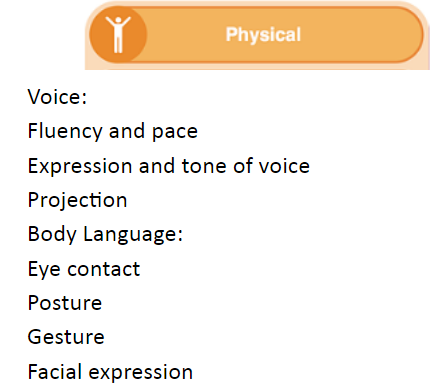 Physical
Voice:
Fluency and pace
Expression and tone of voice
Projection
Body Language:
Eye contact
Posture
Gesture
Facial expression